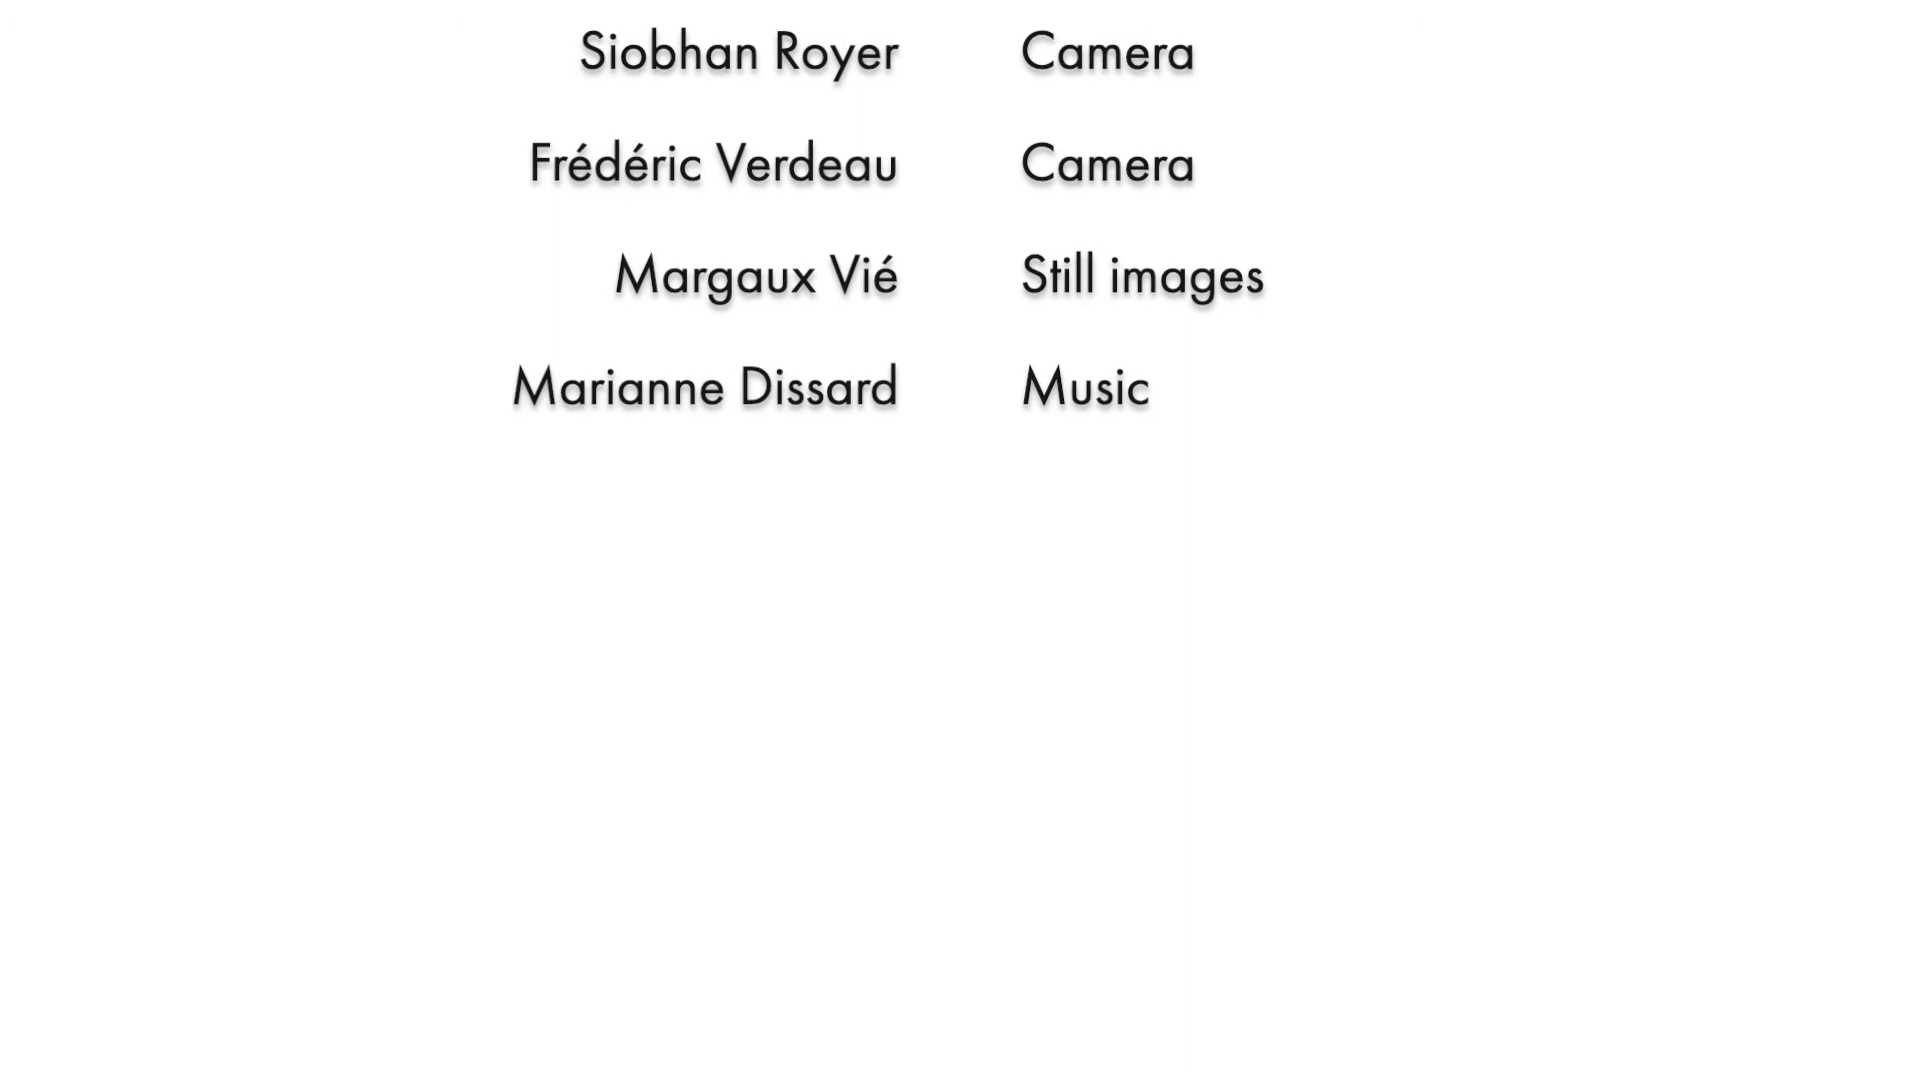 Siobhan Royer Camera
Frédéric Verdeau Camera
Margaux Vié Still images
Marianne Dissard Music